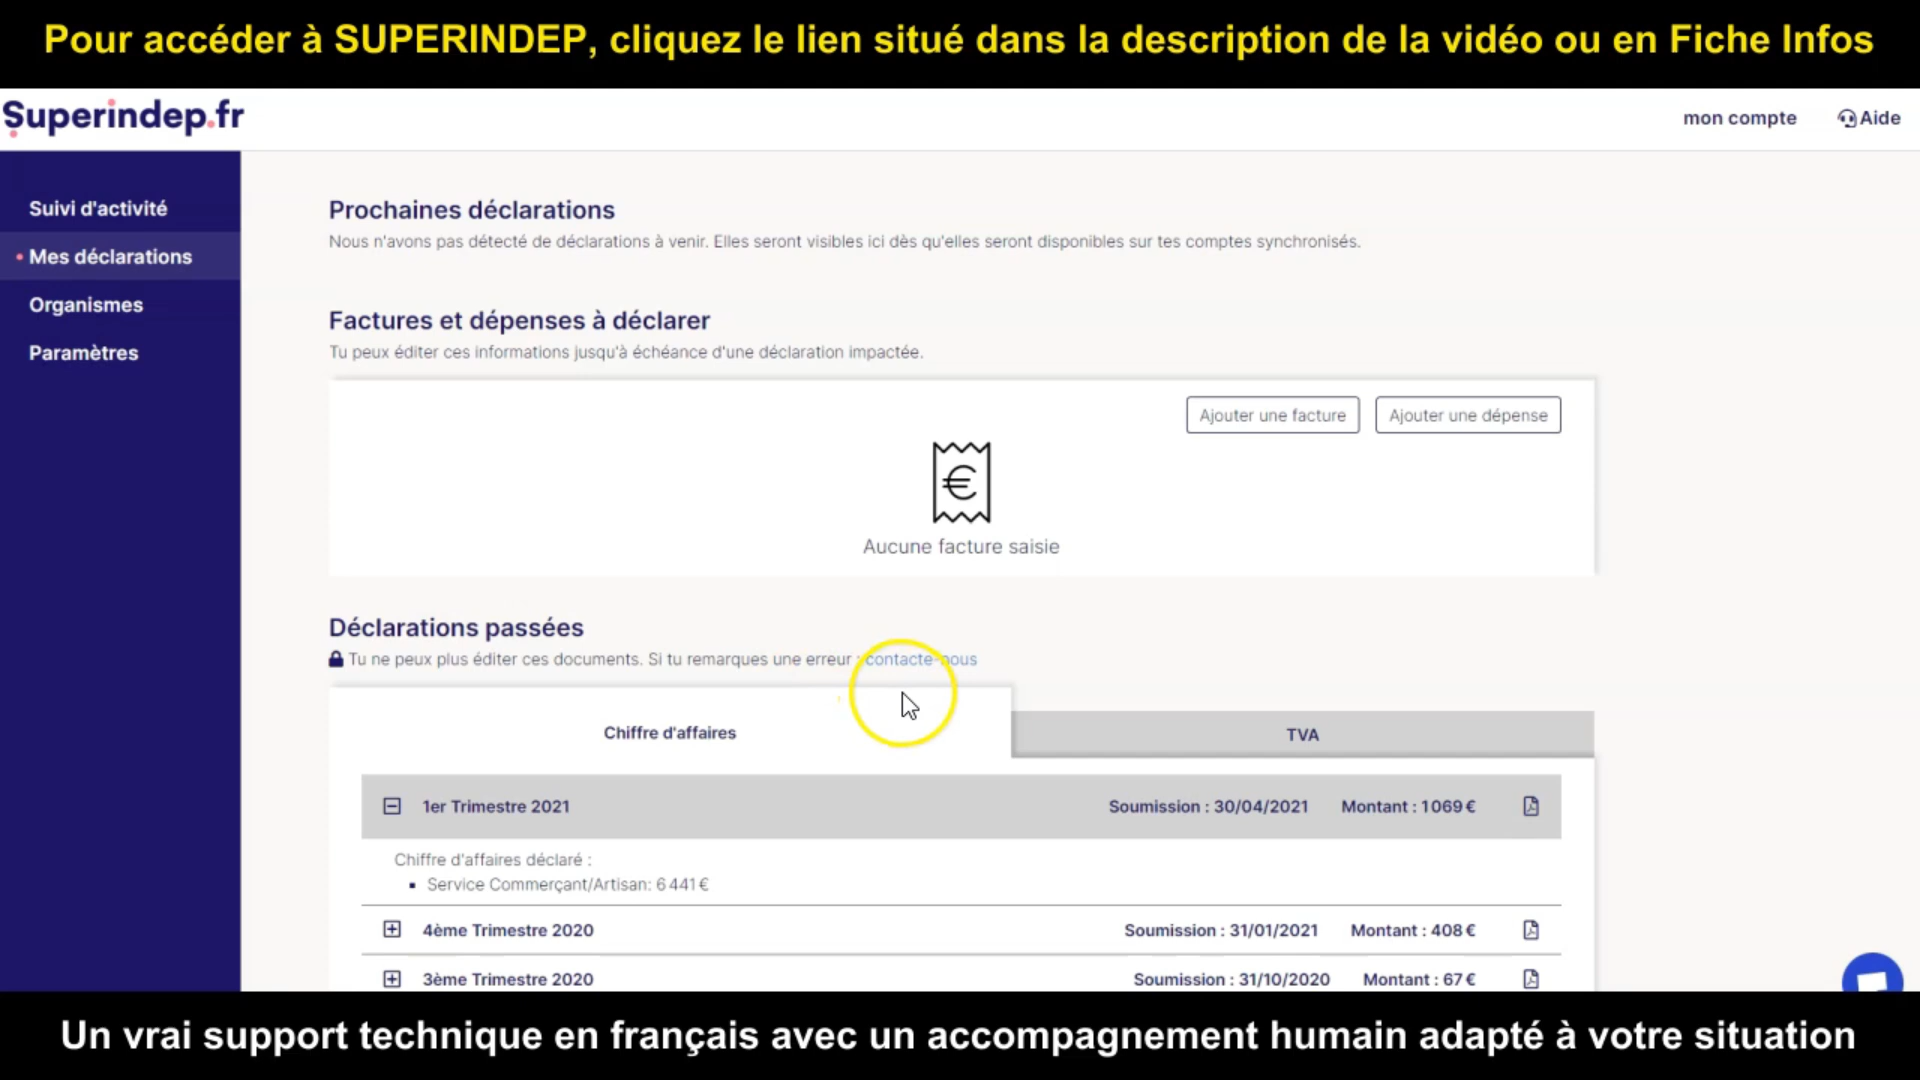 Pour accéder à SUPERINDEP, cliquez le lien situé dans la description de la vidéo ou en Fiche Infos
Superindep.fr
mon compte
Aide
Suivi d'activité
Mes déclarations
Organismes
Paramètres
Prochaines déclarations
Nous n'avons pas détecté de déclarations à venir. Elles seront visibles ici dès qu'elles seront disponibles sur tes comptes synchronisés.
Factures et dépenses à déclarer
Tu peux éditer ces informations jusqu'à échéance d'une déclaration impactée.
Ajouter une facture
Ajouter une dépense
€
Aucune facture saisie
Déclarations passées
Tu ne peux plus éditer ces documents. Si tu remarques une erreur : contacte-nous
Chiffre d'affaires
TVA
1er Trimestre 2021 Soumission : 30/04/2021 Montant : 1 069 €
Chiffre d'affaires déclaré :
▪ Service Commerçant/Artisan: 6 441 €
4ème Trimestre 2020 Soumission : 31/01/2021 Montant : 408 €
3ème Trimestre 2020 Soumission : 31/10/2020 Montant : 67 €
Un vrai support technique en français avec un accompagnement humain adapté à votre situation